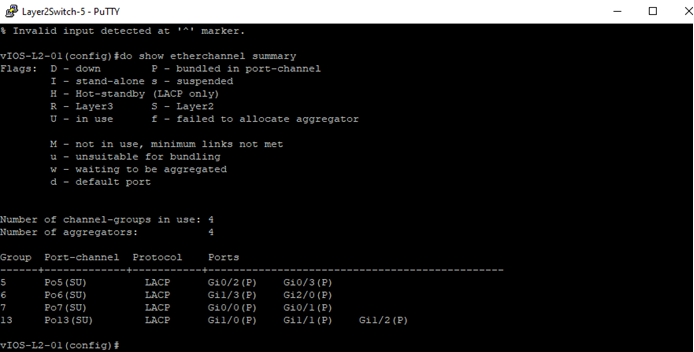 Layer2Switch-5 - PuTTY
% Invalid input detected at '^' marker.
vIOS-L2-01(config)#do show etherchannel summary
Flags:  D - down        P - bundled in port-channel
        I - stand-alone s - suspended
        H - Hot-standby (LACP only)
        R - Layer3      S - Layer2
        U - in use      f - failed to allocate aggregator
        M - not in use, minimum links not met
        u - unsuitable for bundling
        w - waiting to be aggregated
        d - default port
Number of channel-groups in use: 4
Number of aggregators:           4
Group  Port-channel  Protocol    Ports
------+-------------+-----------+-----------------------------------------------
5      Po5(SU)         LACP      Gi0/2(P)    Gi0/3(P)
6      Po6(SU)         LACP      Gi1/3(P)    Gi2/0(P)
7      Po7(SU)         LACP      Gi0/0(P)    Gi0/1(P)
13     Po13(SU)        LACP      Gi1/0(P)    Gi1/1(P)    Gi1/2(P)
vIOS-L2-01(config)#